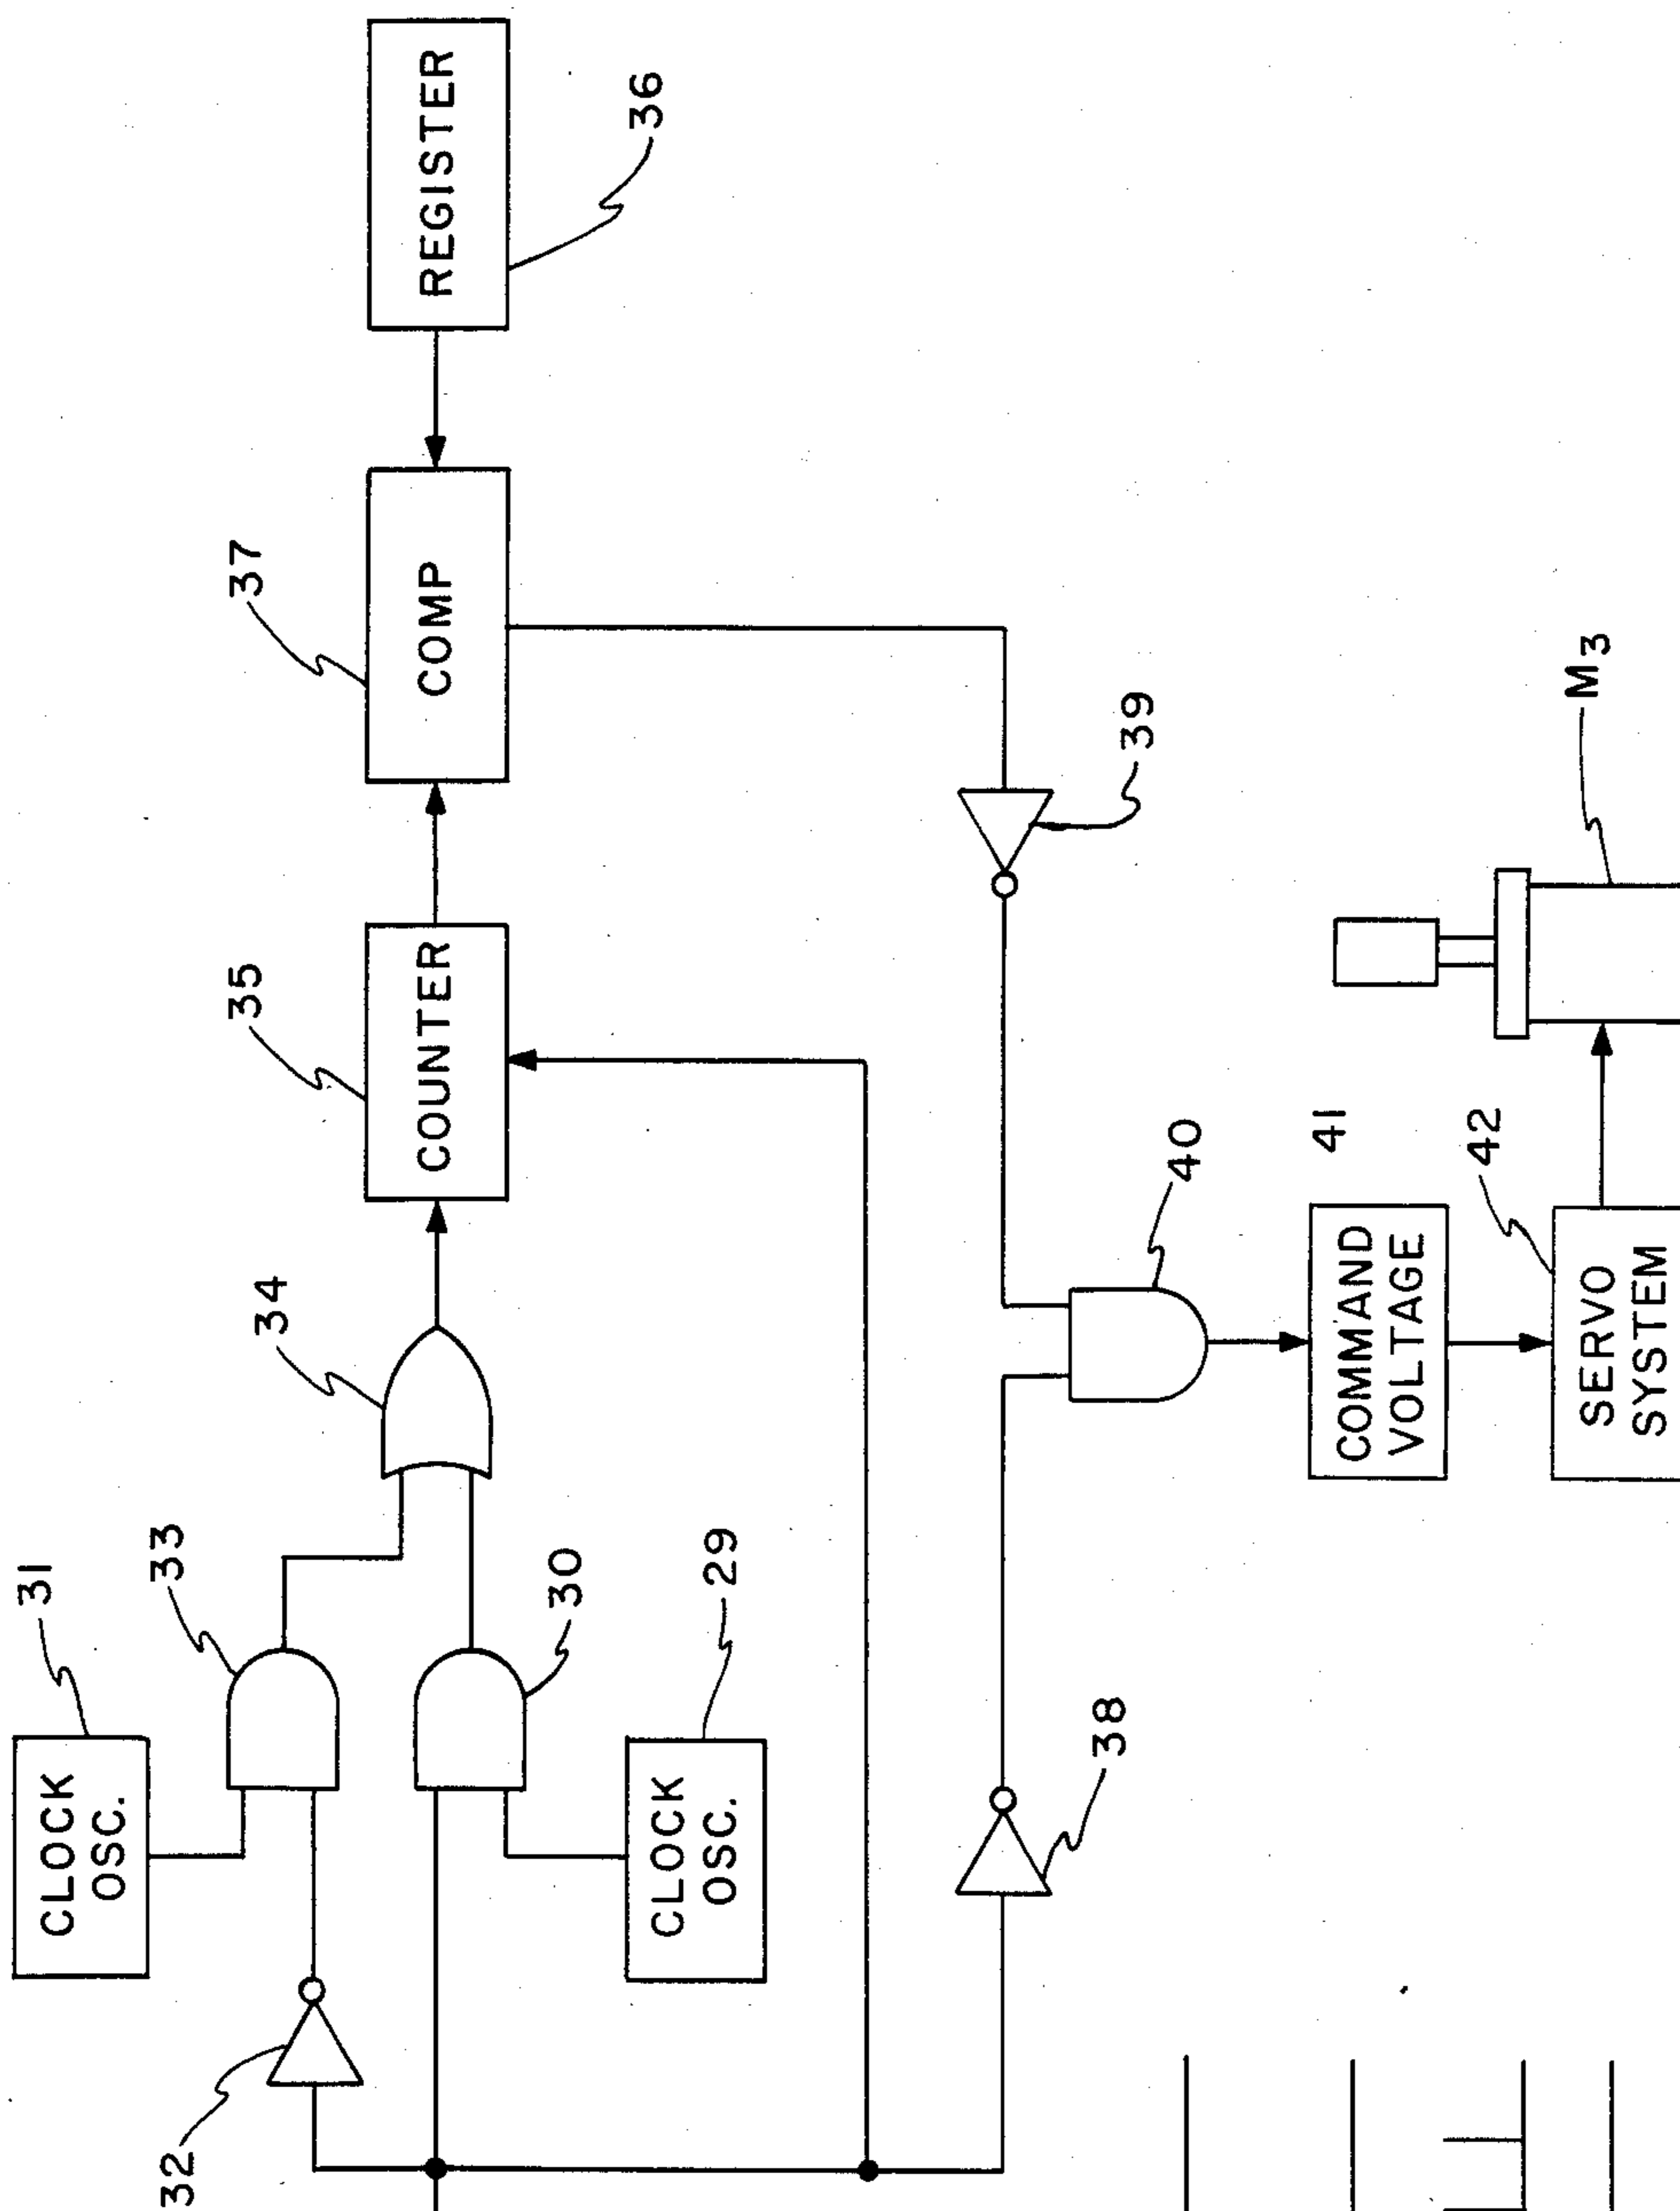 31
CLOCK
OSC.
32
33
34
35
COUNTER
37
COMP
REGISTER
36
30
CLOCK
OSC.
29
38
39
40
COMMAND
VOLTAGE
41
SERVO
SYSTEM
42
M3